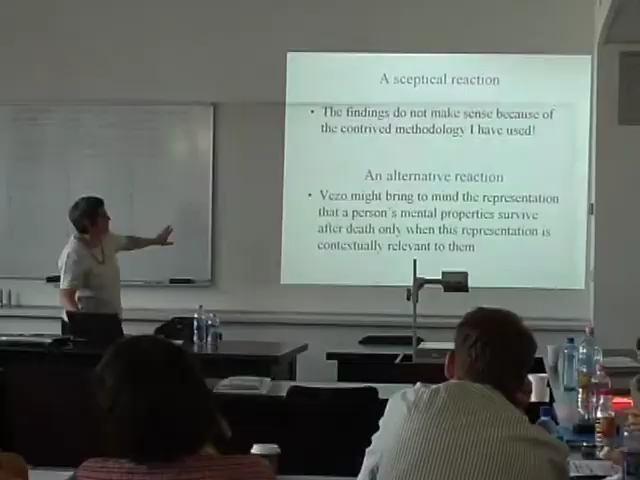 A sceptical reaction
• The findings do not make sense because of
the contrived methodology I have used!
An alternative reaction
• Vezo might bring to mind the representation
that a person's mental properties survive
after death only when this representation is
contextually relevant to them